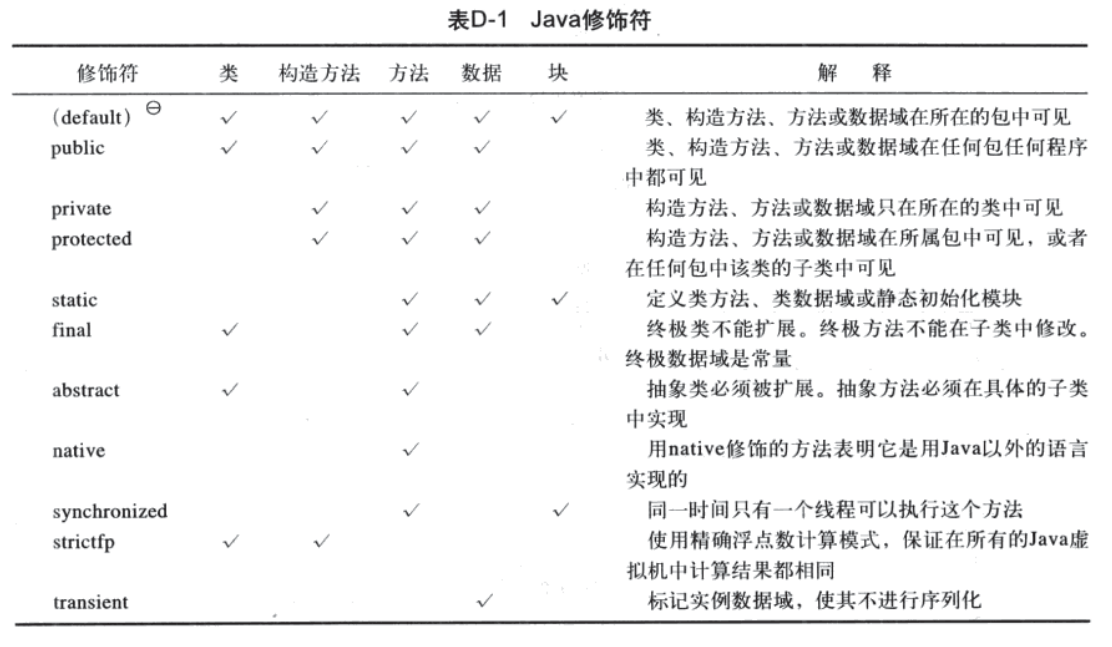 表D-1 Java修饰符
修饰符 类 构造方法 方法 数据 块 解 释
(default) ⊖ ✓ ✓ ✓ ✓ ✓ 类、构造方法、方法或数据域在所在的包中可见
public ✓ ✓ ✓ ✓ 类、构造方法、方法或数据域在任何包任何程序
中都可见
private ✓ ✓ ✓ 构造方法、方法或数据域只在所在的类中可见
protected ✓ ✓ ✓ 构造方法、方法或数据域在所属包中可见，或者
在任何包中该类的子类中可见
static ✓ ✓ ✓ 定义类方法、类数据域或静态初始化模块
final ✓ ✓ ✓ 终极类不能扩展。终极方法不能在子类中修改。
终极数据域是常量
abstract ✓ ✓ 抽象类必须被扩展。抽象方法必须在具体的子类
中实现
native ✓ 用native修饰的方法表明它是用Java以外的语言
实现的
synchronized ✓ ✓ 同一时间只有一个线程可以执行这个方法
strictfp ✓ ✓ 使用精确浮点数计算模式，保证在所有的Java虚
拟机中计算结果都相同
transient ✓ 标记实例数据域，使其不进行序列化